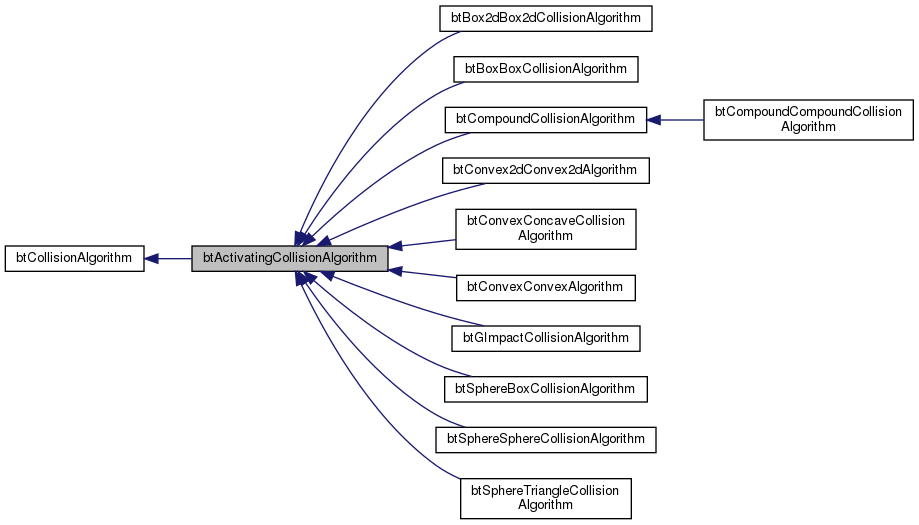 btBox2dBox2dCollisionAlgorithm
btBoxBoxCollisionAlgorithm
btCompoundCollisionAlgorithm
btCompoundCompoundCollision
Algorithm
btConvex2dConvex2dAlgorithm
btConvexConcaveCollision
Algorithm
btCollisionAlgorithm
btActivatingCollisionAlgorithm
btConvexConvexAlgorithm
btGImpactCollisionAlgorithm
btSphereBoxCollisionAlgorithm
btSphereSphereCollisionAlgorithm
btSphereTriangleCollision
Algorithm